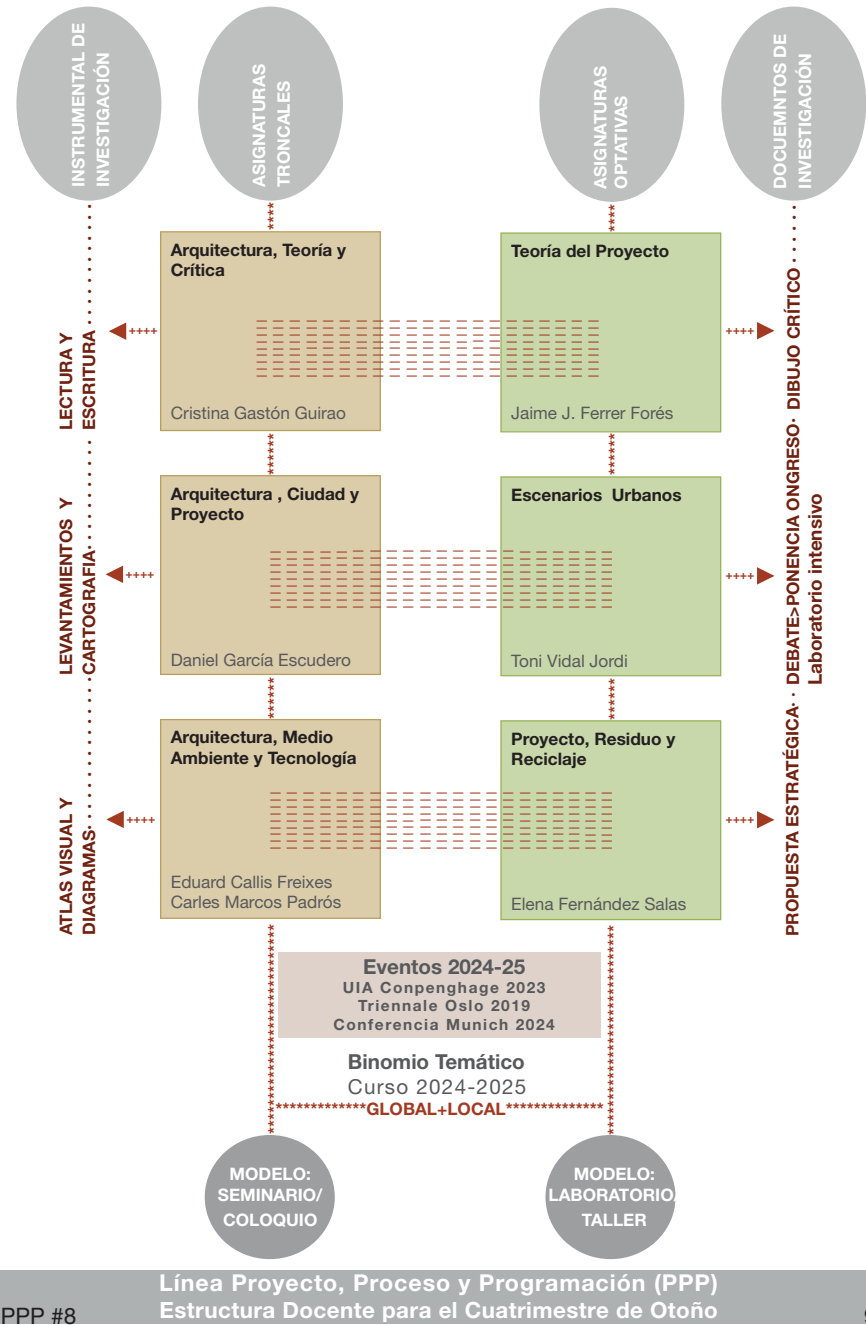 INSTRUMENTAL DE
INVESTIGACIÓN
ASIGNATURAS
TRONCALES
ASIGNATURAS
OPTATIVAS
DOCUEMNTOS DE
INVESTIGACIÓN
Arquitectura, Teoría y
Crítica
Cristina Gastón Guirao
Teoría del Proyecto
Jaime J. Ferrer Forés
LECTURA Y
ESCRITURA
DIBUJO CRÍTICO
Arquitectura , Ciudad y
Proyecto
Daniel García Escudero
Escenarios Urbanos
Toni Vidal Jordi
LEVANTAMIENTOS Y
CARTOGRAFIA
DEBATE>PONENCIA ONGRESO
Laboratorio intensivo
Arquitectura, Medio
Ambiente y Tecnología
Eduard Callis Freixes
Carles Marcos Padrós
Proyecto, Residuo y
Reciclaje
Elena Fernández Salas
ATLAS VISUAL Y
DIAGRAMAS
PROPUESTA ESTRATÉGICA
Eventos 2024-25
UIA Conpenghage 2023
Triennale Oslo 2019
Conferencia Munich 2024
Binomio Temático
Curso 2024-2025
*************GLOBAL+LOCAL*************
MODELO:
SEMINARIO/
COLOQUIO
MODELO:
LABORATORIO/
TALLER
Línea Proyecto, Proceso y Programación (PPP)
Estructura Docente para el Cuatrimestre de Otoño
PPP #8